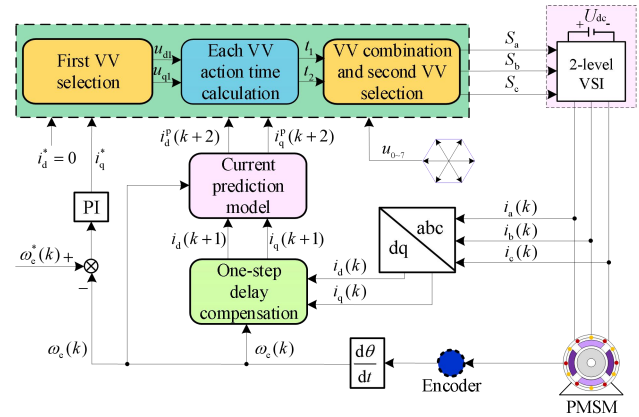 U_dc
+ −
First VV selection
u_d1
u_q1
Each VV action time calculation
t_1
t_2
VV combination and second VV selection
S_a
S_b
S_c
2-level VSI
i_d^* = 0
i_q^*
i_d^p(k+2)
i_q^p(k+2)
u_0~7
Current prediction model
PI
i_d(k+1)
i_q(k+1)
abc
dq
i_a(k)
i_b(k)
i_c(k)
ω_e^*(k) +
−
One-step delay compensation
i_d(k)
i_q(k)
ω_e(k)
ω_e(k)
dθ
dt
Encoder
PMSM